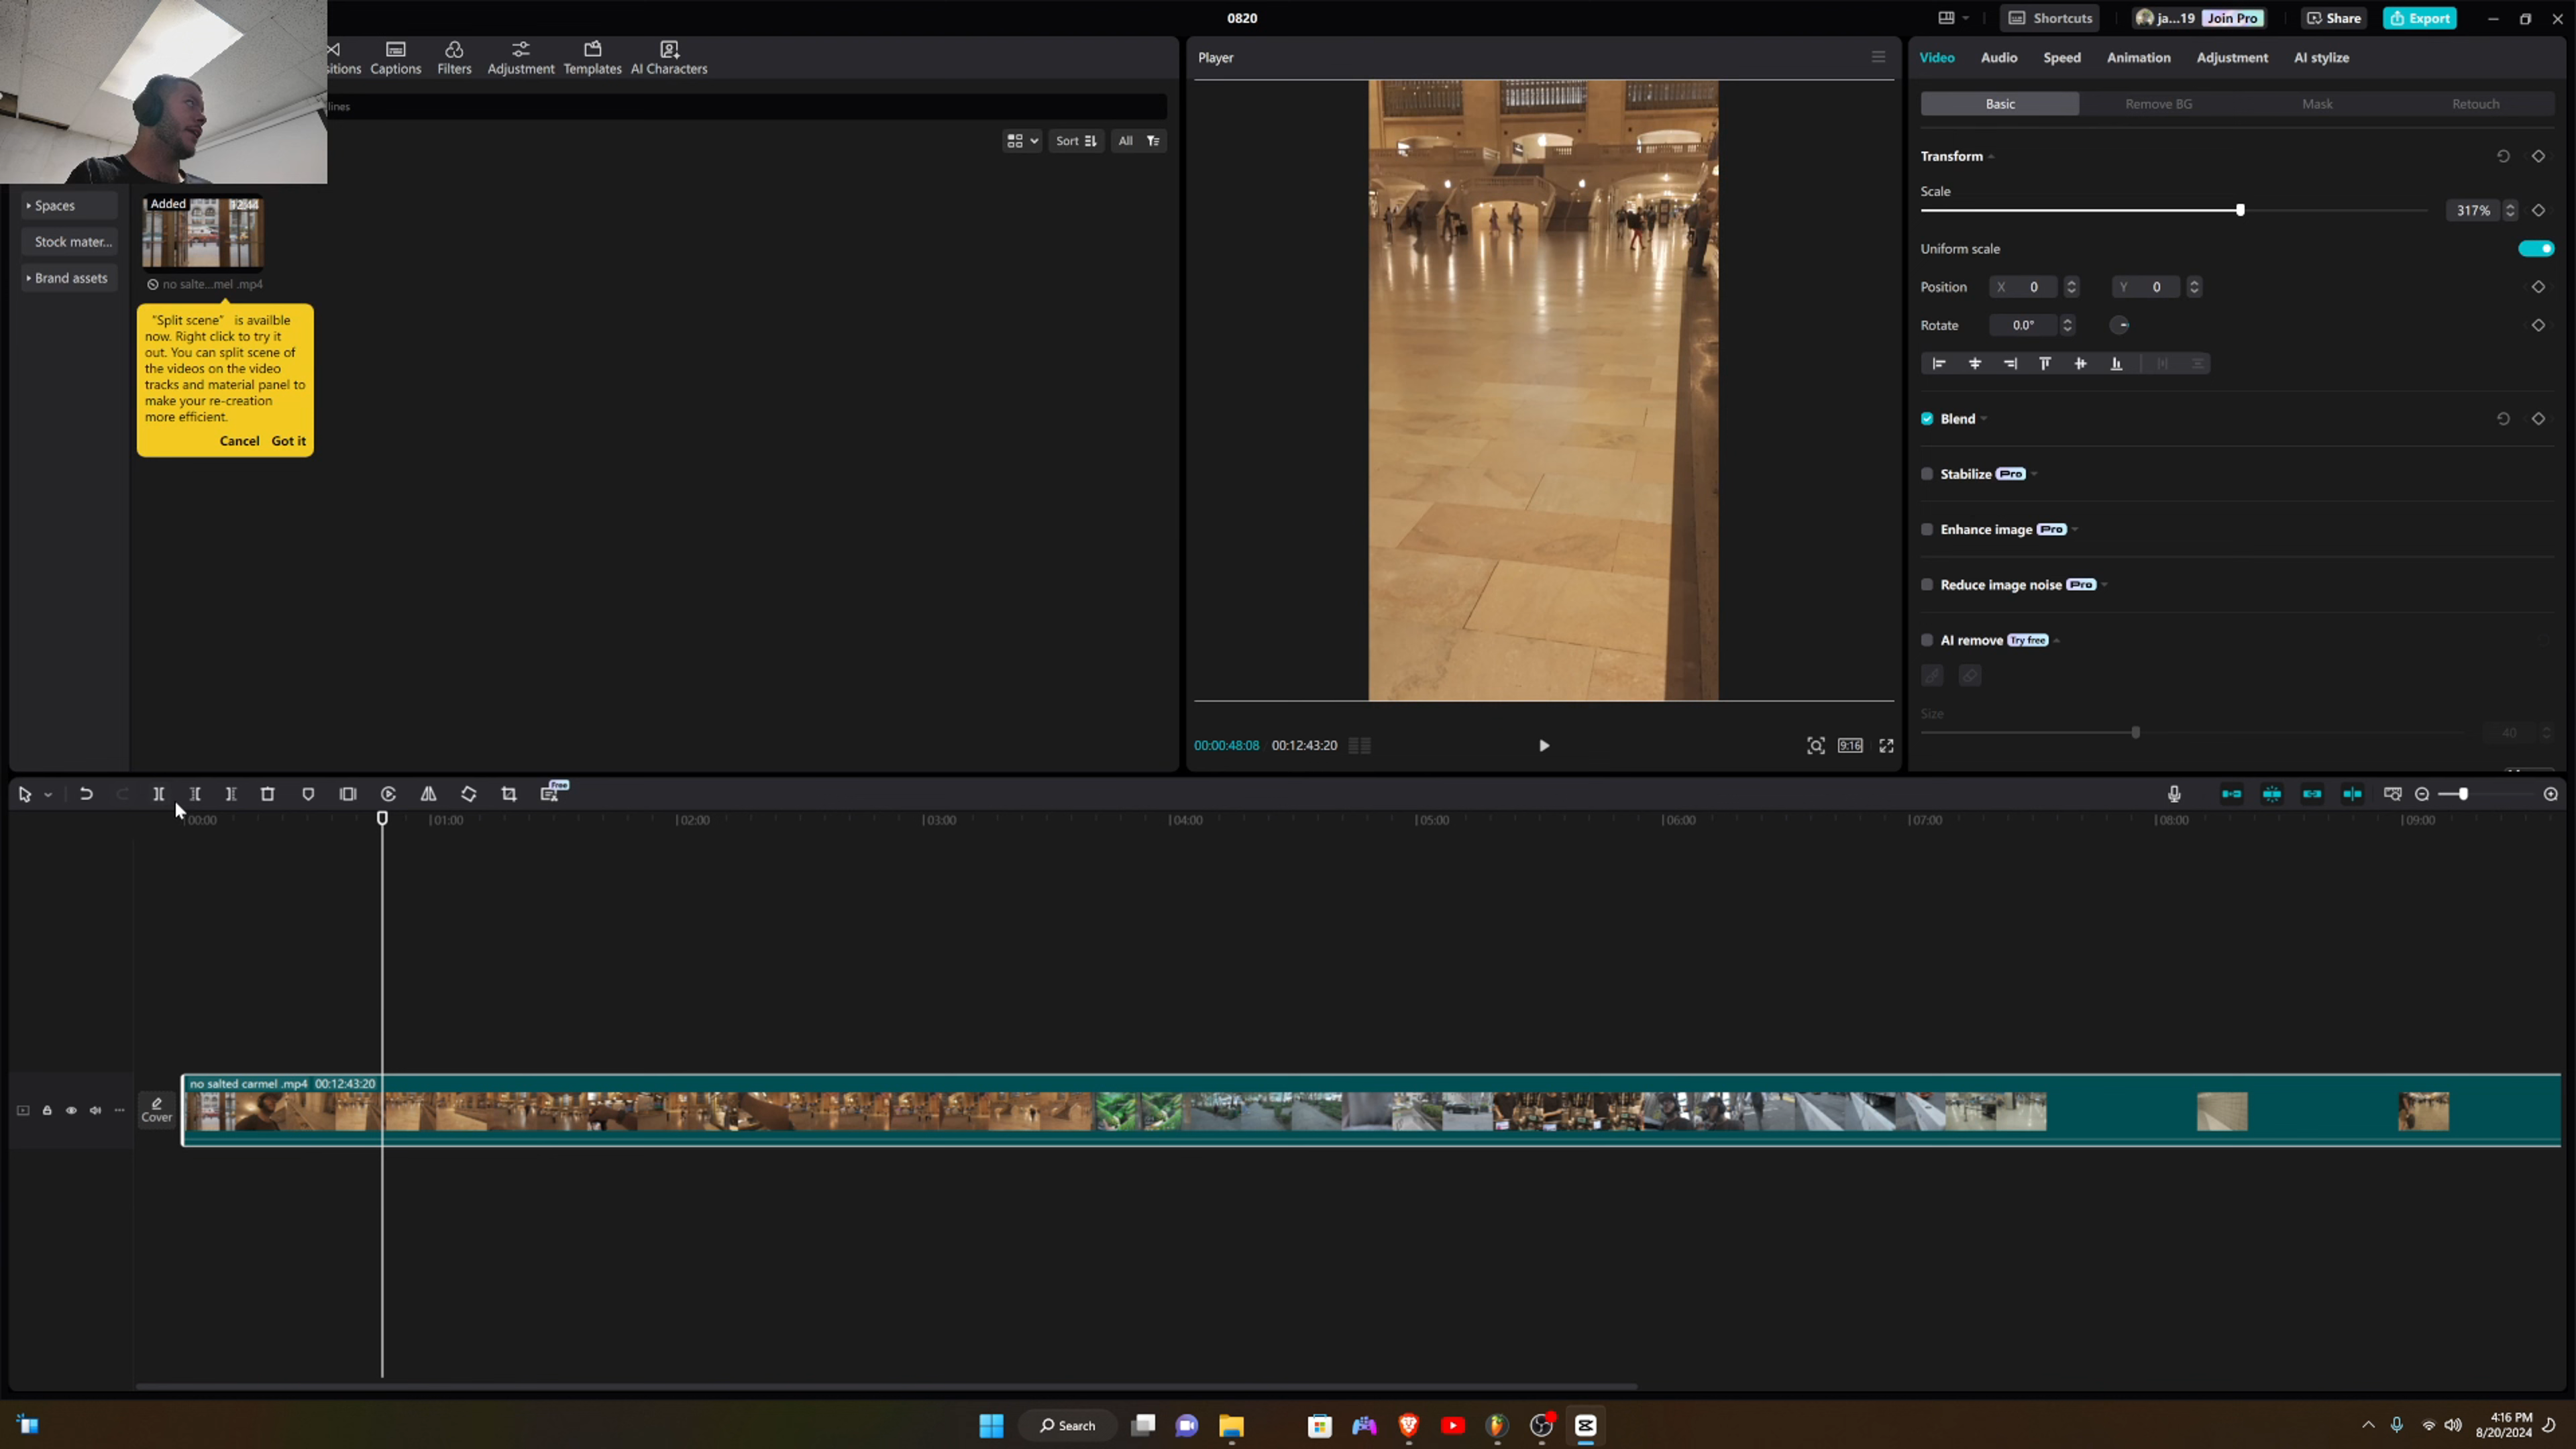 0820
Shortcuts
ja...19
Join Pro
Share
Export
sitions
Captions
Filters
Adjustment
Templates
AI Characters
lines
Sort
All
Spaces
Stock mater...
Brand assets
Added
12:44
no salte...mel .mp4
"Split scene" is availble
now. Right click to try it
out. You can split scene of
the videos on the video
tracks and material panel to
make your re-creation
more efficient.
Cancel Got it
Player
00:00:48:08 00:12:43:20
9:16
Video Audio Speed Animation Adjustment AI stylize
Basic Remove BG Mask Retouch
Transform
Scale
317%
Uniform scale
Position X 0 Y 0
Rotate 0.0°
Blend
Stabilize Pro
Enhance image Pro
Reduce image noise Pro
AI remove Try free
Size
40
Free
00:00 01:00 02:00 03:00 04:00 05:00 06:00 07:00 08:00 09:00
no salted carmel .mp4 00:12:43:20
Cover
Search
4:16 PM
8/20/2024